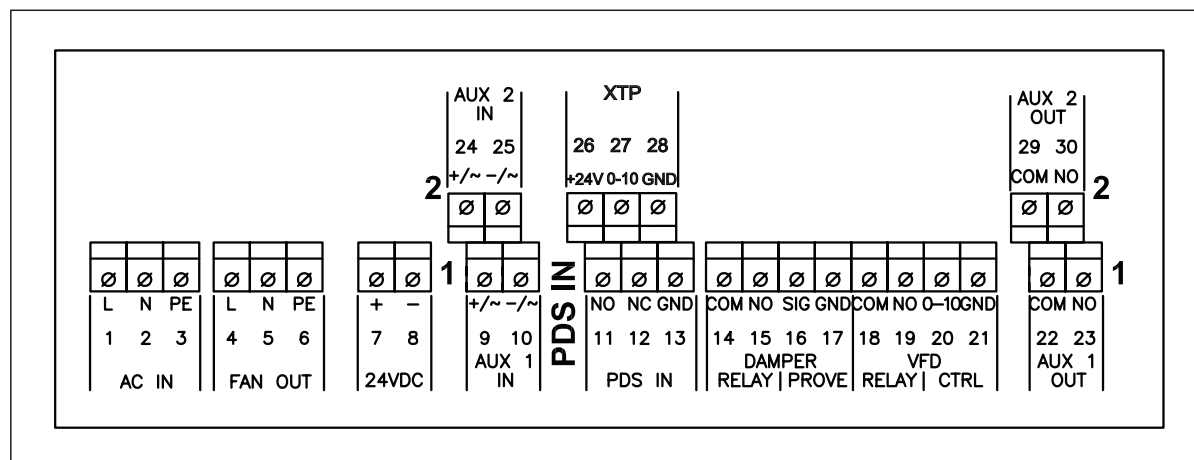 AUX 2
IN
24 25
+/~ -/~
2
XTP
26 27 28
+24V 0-10 GND
AUX 2
OUT
29 30
COM NO
2
1
PDS IN
1
L N PE
1 2 3
AC IN
L N PE
4 5 6
FAN OUT
+ -
7 8
24VDC
+/~ -/~
9 10
AUX 1
IN
NO NC GND
11 12 13
PDS IN
COM NO SIG GND
14 15 16 17
DAMPER
RELAY PROVE
COM NO 0-10 GND
18 19 20 21
VFD
RELAY CTRL
COM NO
22 23
AUX 1
OUT